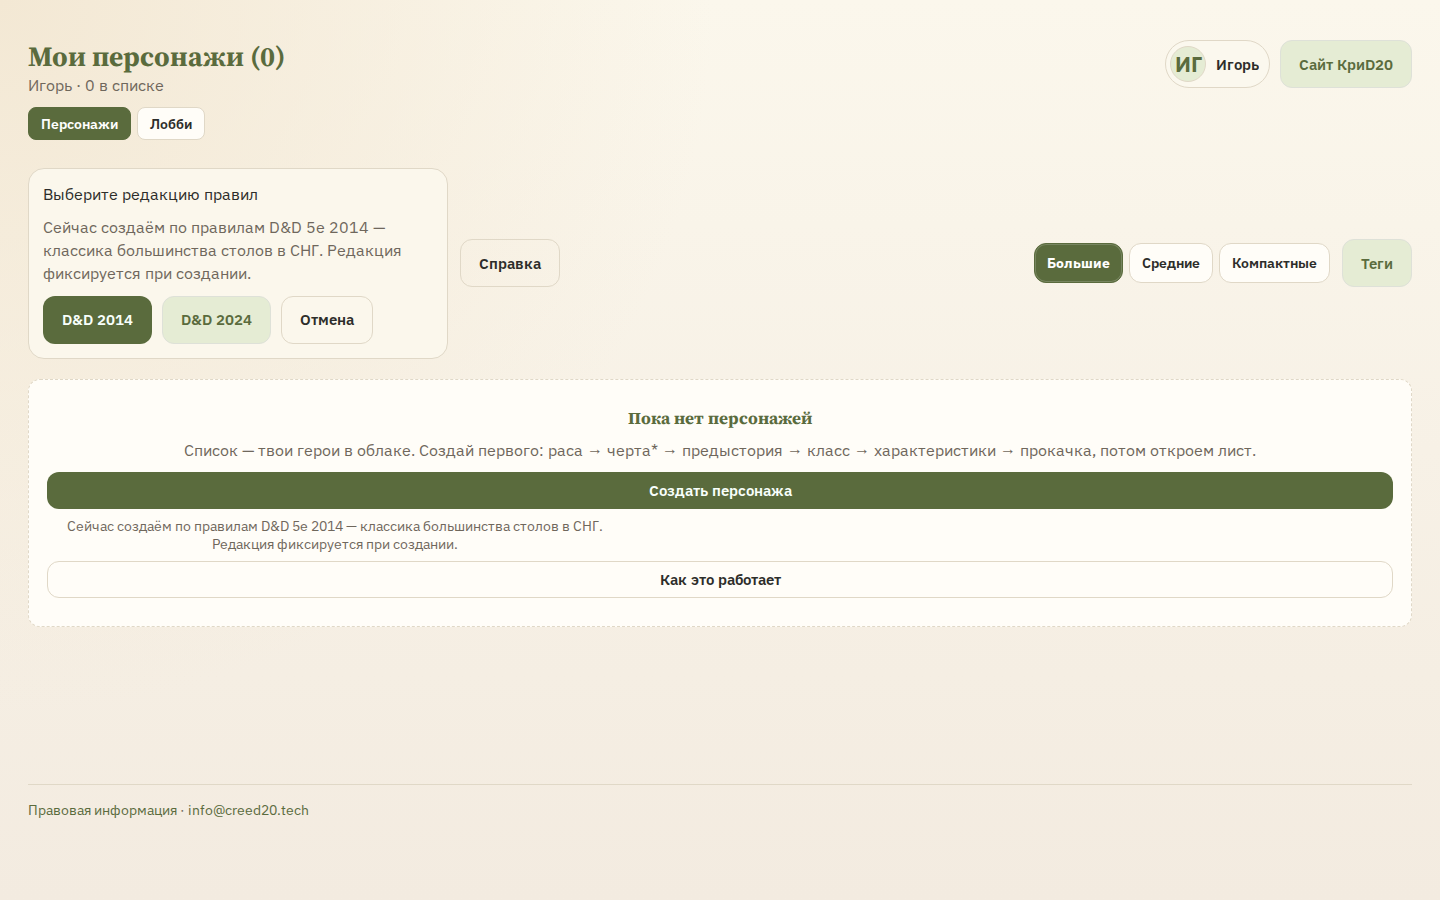 Мои персонажи (0)
Игорь · 0 в списке
ИГ
Игорь
Сайт КриD20
Персонажи
Лобби
Выберите редакцию правил
Сейчас создаём по правилам D&D 5e 2014 —
классика большинства столов в СНГ. Редакция
фиксируется при создании.
D&D 2014
D&D 2024
Отмена
Справка
Большие
Средние
Компактные
Теги
Пока нет персонажей
Список — твои герои в облаке. Создай первого: раса → черта* → предыстория → класс → характеристики → прокачка, потом откроем лист.
Создать персонажа
Сейчас создаём по правилам D&D 5e 2014 — классика большинства столов в СНГ.
Редакция фиксируется при создании.
Как это работает
Правовая информация · info@creed20.tech